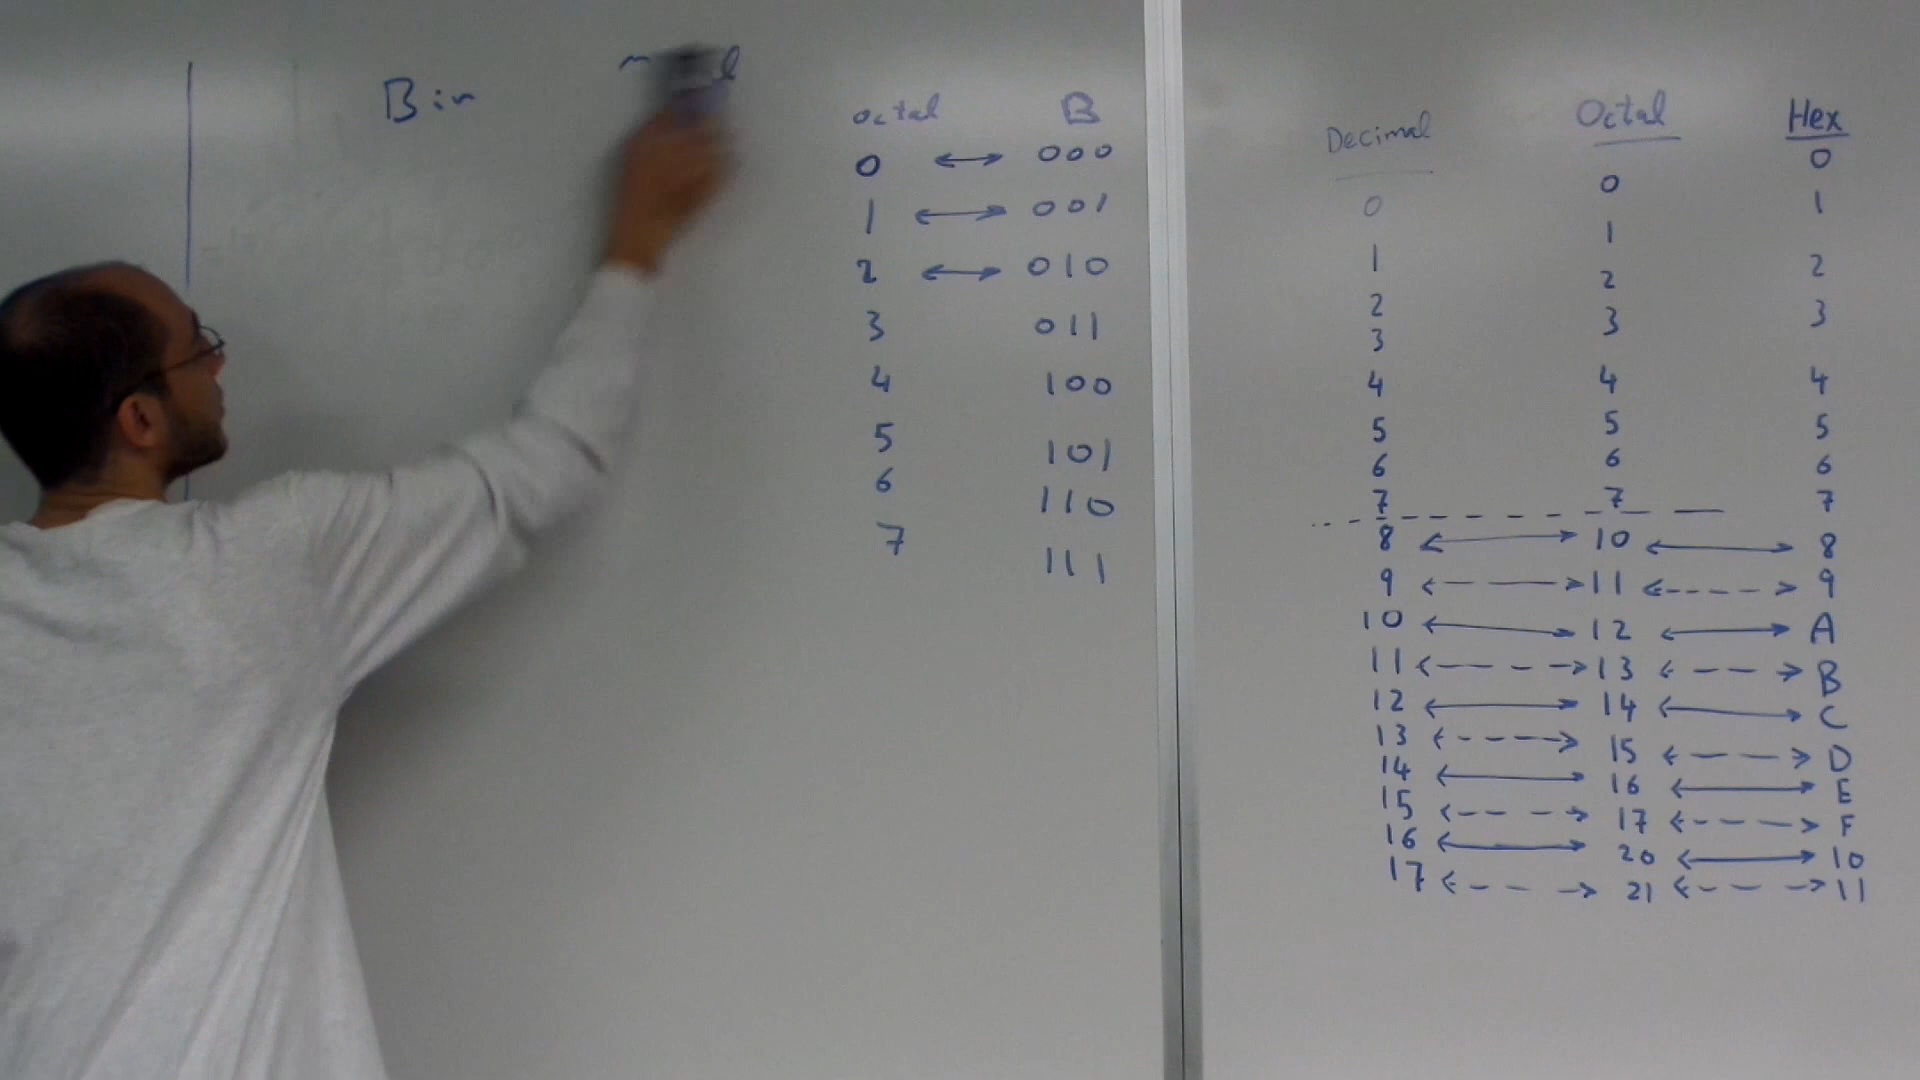 Bin
octal B
0 ↔ 000
1 ↔ 001
2 ↔ 010
3 011
4 100
5 101
6 110
7 111
Decimal Octal Hex
0 0 0
1 1 1
2 2 2
3 3 3
4 4 4
5 5 5
6 6 6
7 7 7
8 ↔ 10 ↔ 8
9 ↔ 11 ↔ 9
10 ↔ 12 ↔ A
11 ↔ 13 ↔ B
12 ↔ 14 ↔ C
13 ↔ 15 ↔ D
14 ↔ 16 ↔ E
15 ↔ 17 ↔ F
16 ↔ 20 ↔ 10
17 ↔ 21 ↔ 11